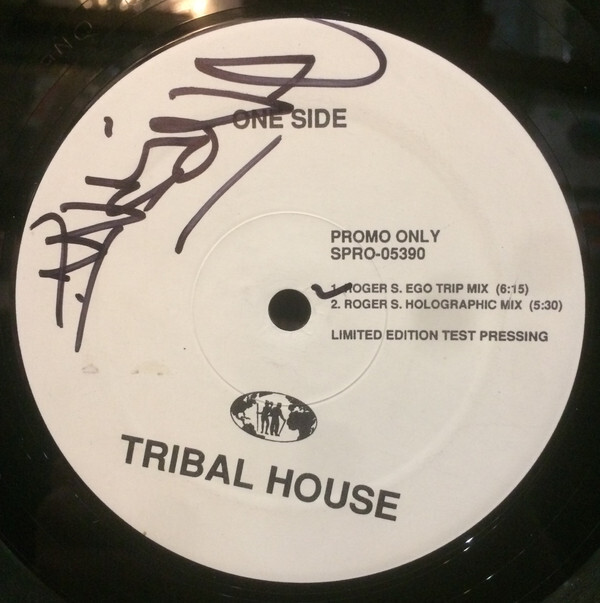 ONE SIDE
PROMO ONLY
SPRO-05390
1. ROGER S. EGO TRIP MIX (6:15)
2. ROGER S. HOLOGRAPHIC MIX (5:30)
LIMITED EDITION TEST PRESSING
TRIBAL HOUSE